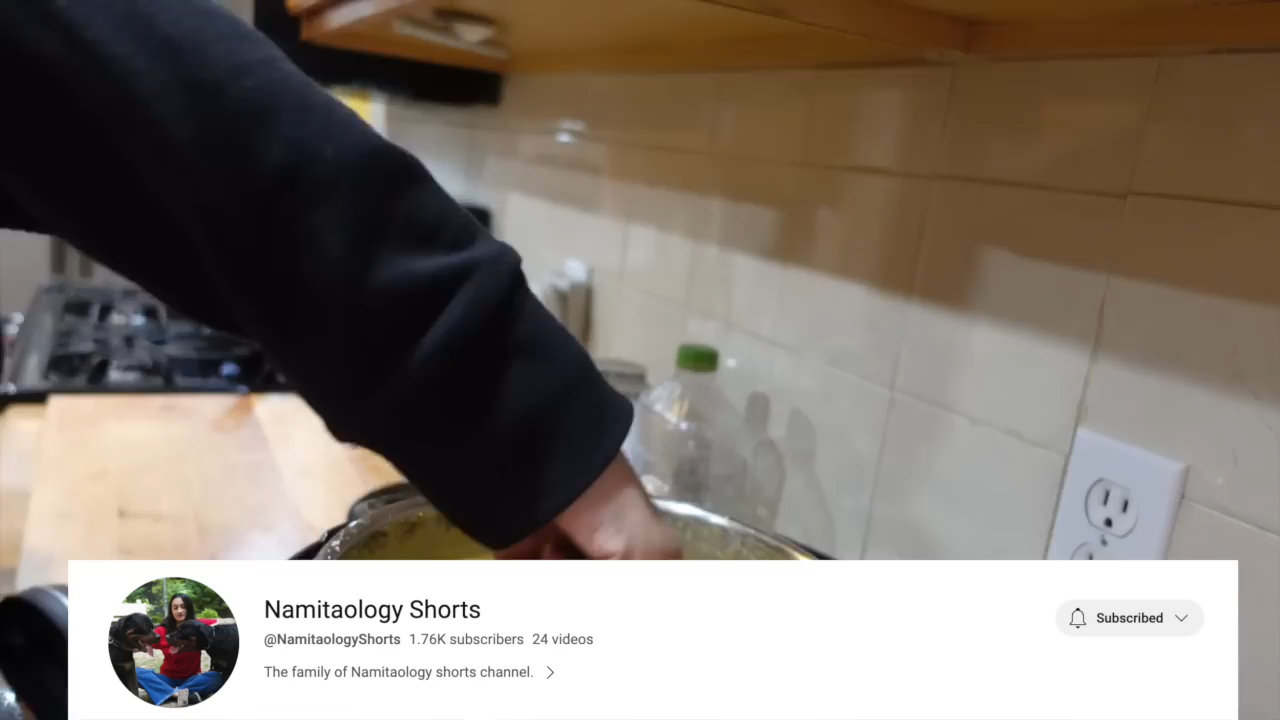 Namitaology Shorts
@NamitaologyShorts 1.76K subscribers 24 videos
Subscribed
The family of Namitaology shorts channel.